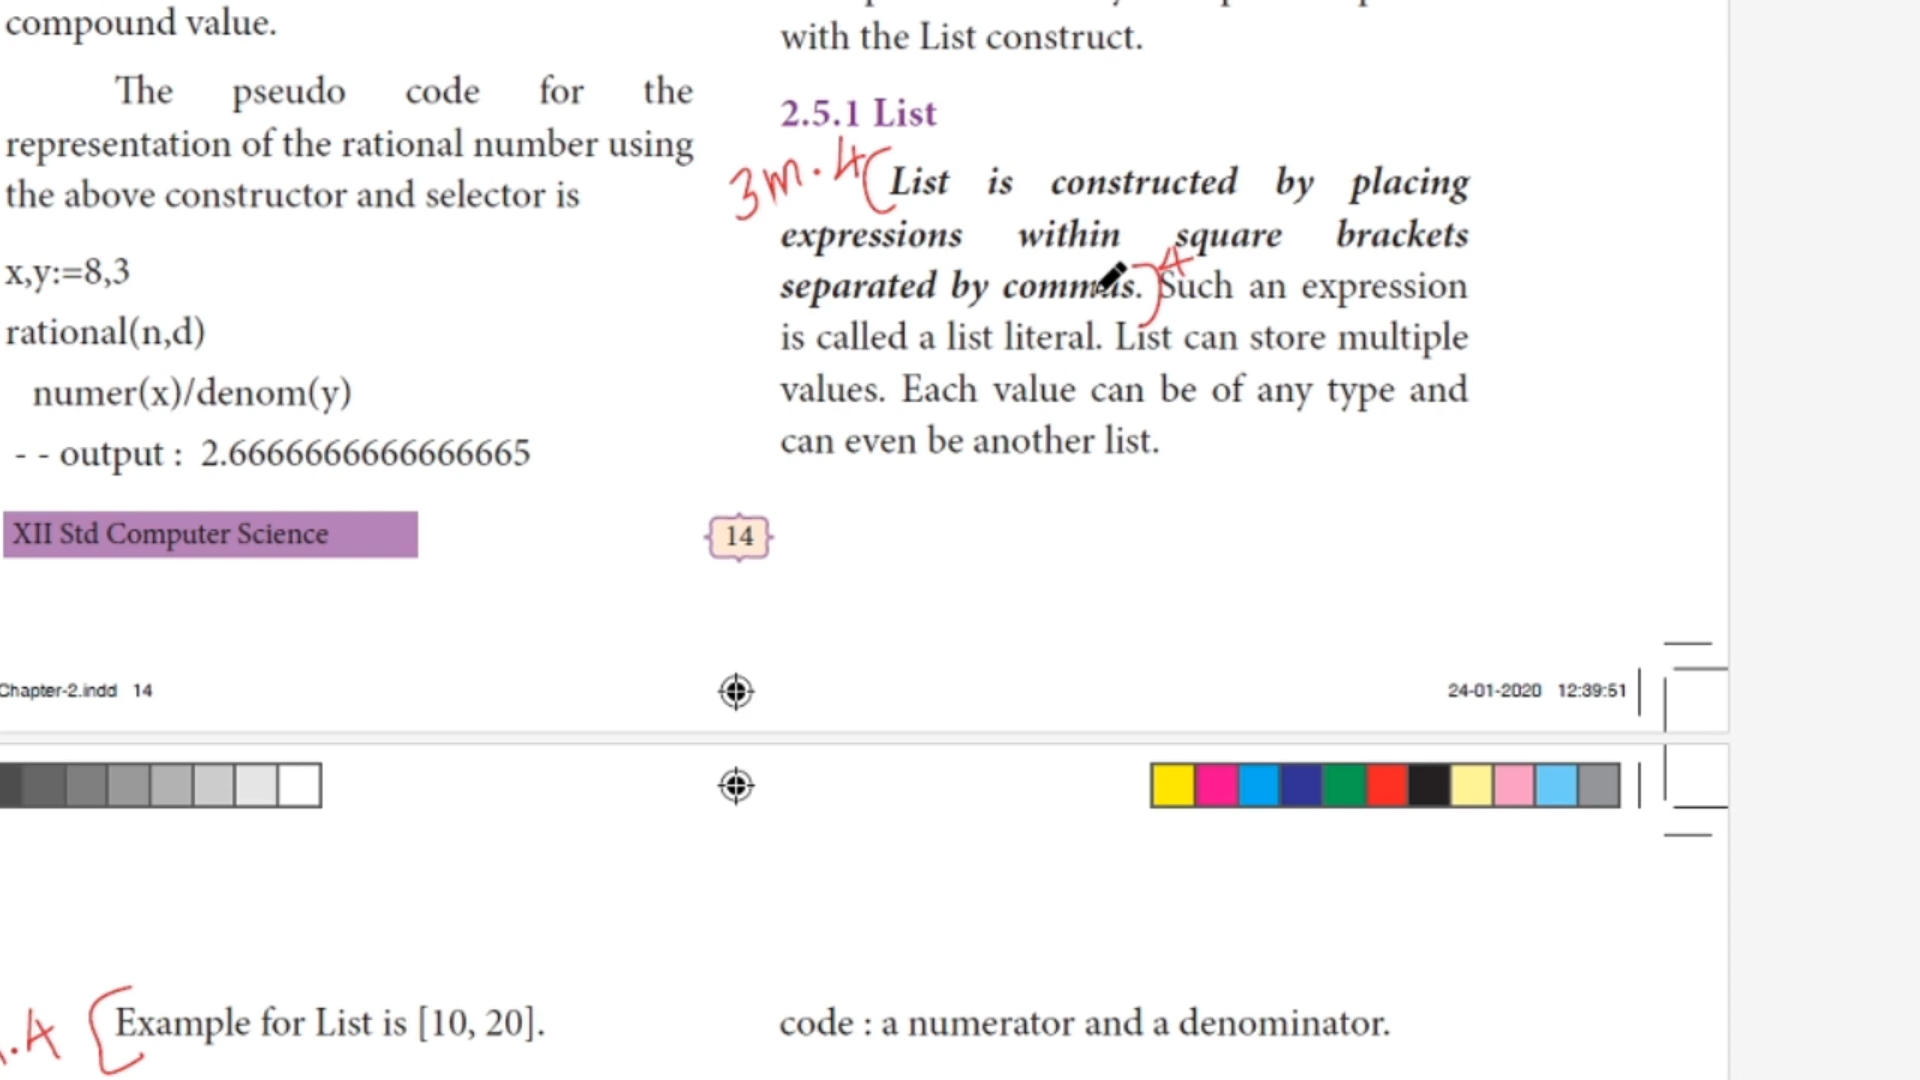 compound value.
The pseudo code for the
representation of the rational number using
the above constructor and selector is
x,y:=8,3
rational(n,d)
numer(x)/denom(y)
- - output : 2.6666666666666665
with the List construct.
2.5.1 List
3m.4(
List is constructed by placing
expressions within square brackets
separated by commas. Such an expression
is called a list literal. List can store multiple
values. Each value can be of any type and
can even be another list.
XII Std Computer Science
14
Chapter-2.indd 14
24-01-2020 12:39:51
Example for List is [10, 20].
code : a numerator and a denominator.